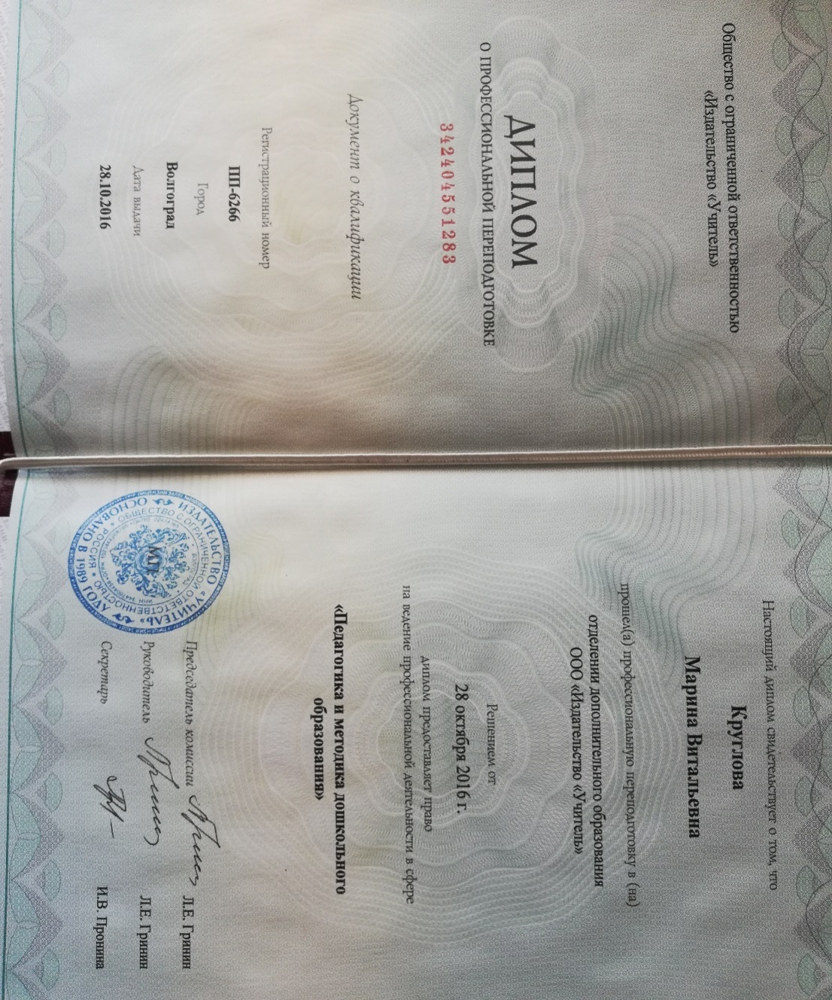 Общество с ограниченной ответственностью
«Издательство «Учитель»
ДИПЛОМ
О ПРОФЕССИОНАЛЬНОЙ ПЕРЕПОДГОТОВКЕ
342404551283
Документ о квалификации
Регистрационный номер
ПП-6266
Город
Волгоград
Дата выдачи
28.10.2016
Настоящий диплом свидетельствует о том, что
Круглова
Марина Витальевна
прошел(а) профессиональную переподготовку в (на)
отделении дополнительного образования
ООО «Издательство «Учитель»
Решением от
28 октября 2016 г.
диплом предоставляет право
на ведение профессиональной деятельности в сфере
«Педагогика и методика дошкольного
образования»
Председатель комиссии Л.Е. Гринин
Руководитель Л.Е. Гринин
Секретарь И.В. Пронина
МП
ИЗДАТЕЛЬСТВО «УЧИТЕЛЬ»
ОСНОВАНО В 1989 ГОДУ
ОБЩЕСТВО С ОГРАНИЧЕННОЙ ОТВЕТСТВЕННОСТЬЮ
РОССИЯ